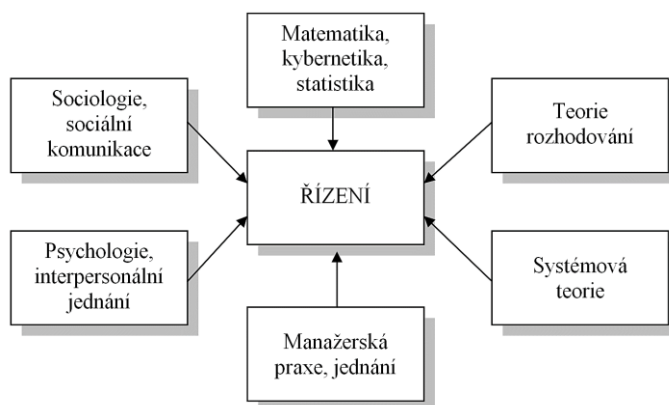 Matematika,
kybernetika,
statistika
Sociologie,
sociální
komunikace
Teorie
rozhodování
ŘÍZENÍ
Psychologie,
interpersonální
jednání
Systémová
teorie
Manažerská
praxe, jednání